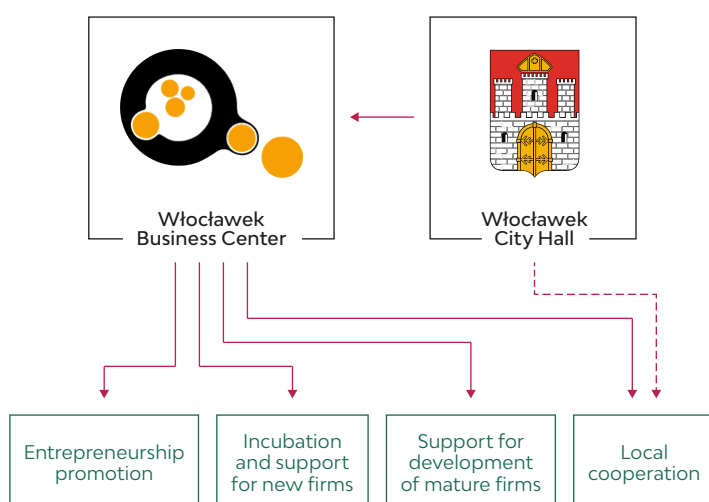 Włocławek
Business Center
Włocławek
City Hall
Entrepreneurship
promotion
Incubation
and support
for new firms
Support for
development
of mature firms
Local
cooperation